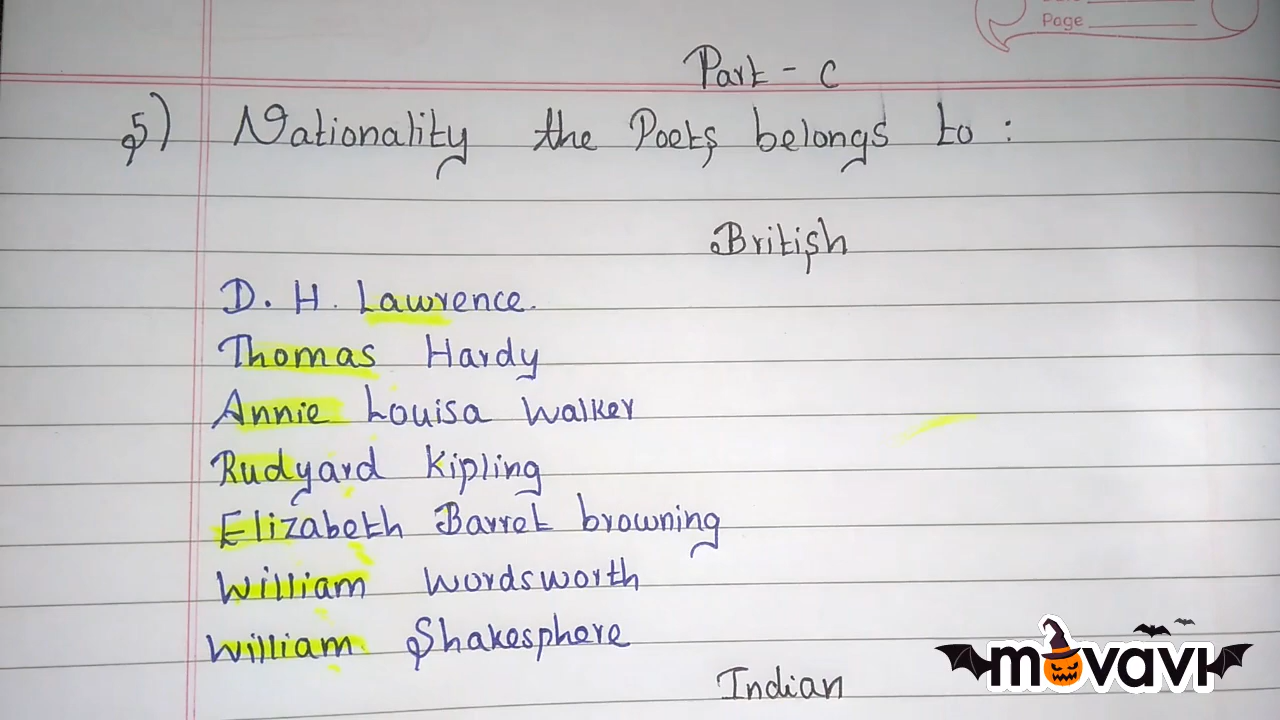 Page
Part - C
5) Nationality the Poets belongs to :
British
D. H. Lawrence.
Thomas Hardy
Annie Louisa Walker
Rudyard Kipling
Elizabeth Barret browning
William Wordsworth
William Shakesphere
Indian
movavi